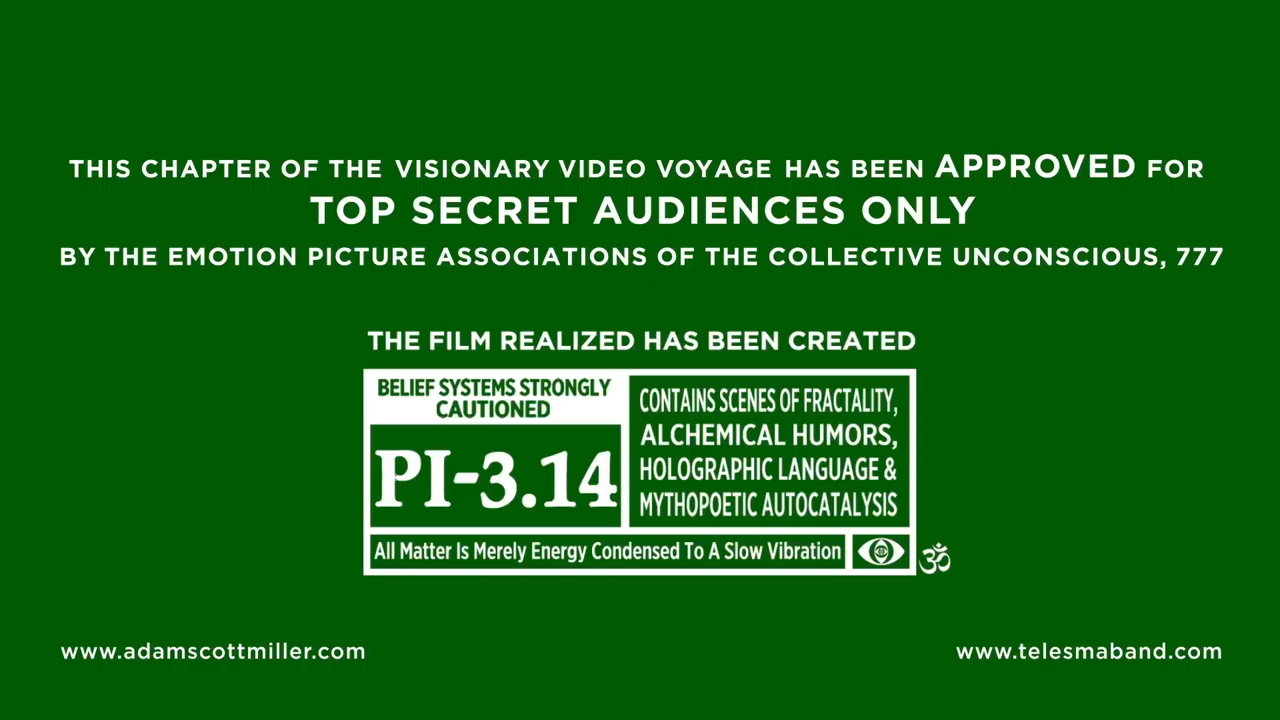 THIS CHAPTER OF THE VISIONARY VIDEO VOYAGE HAS BEEN APPROVED FOR
TOP SECRET AUDIENCES ONLY
BY THE EMOTION PICTURE ASSOCIATIONS OF THE COLLECTIVE UNCONSCIOUS, 777
THE FILM REALIZED HAS BEEN CREATED
BELIEF SYSTEMS STRONGLY
CAUTIONED
PI-3.14
CONTAINS SCENES OF FRACTALITY,
ALCHEMICAL HUMORS,
HOLOGRAPHIC LANGUAGE &
MYTHOPOETIC AUTOCATALYSIS
All Matter Is Merely Energy Condensed To A Slow Vibration
ॐ
www.adamscottmiller.com
www.telesmaband.com